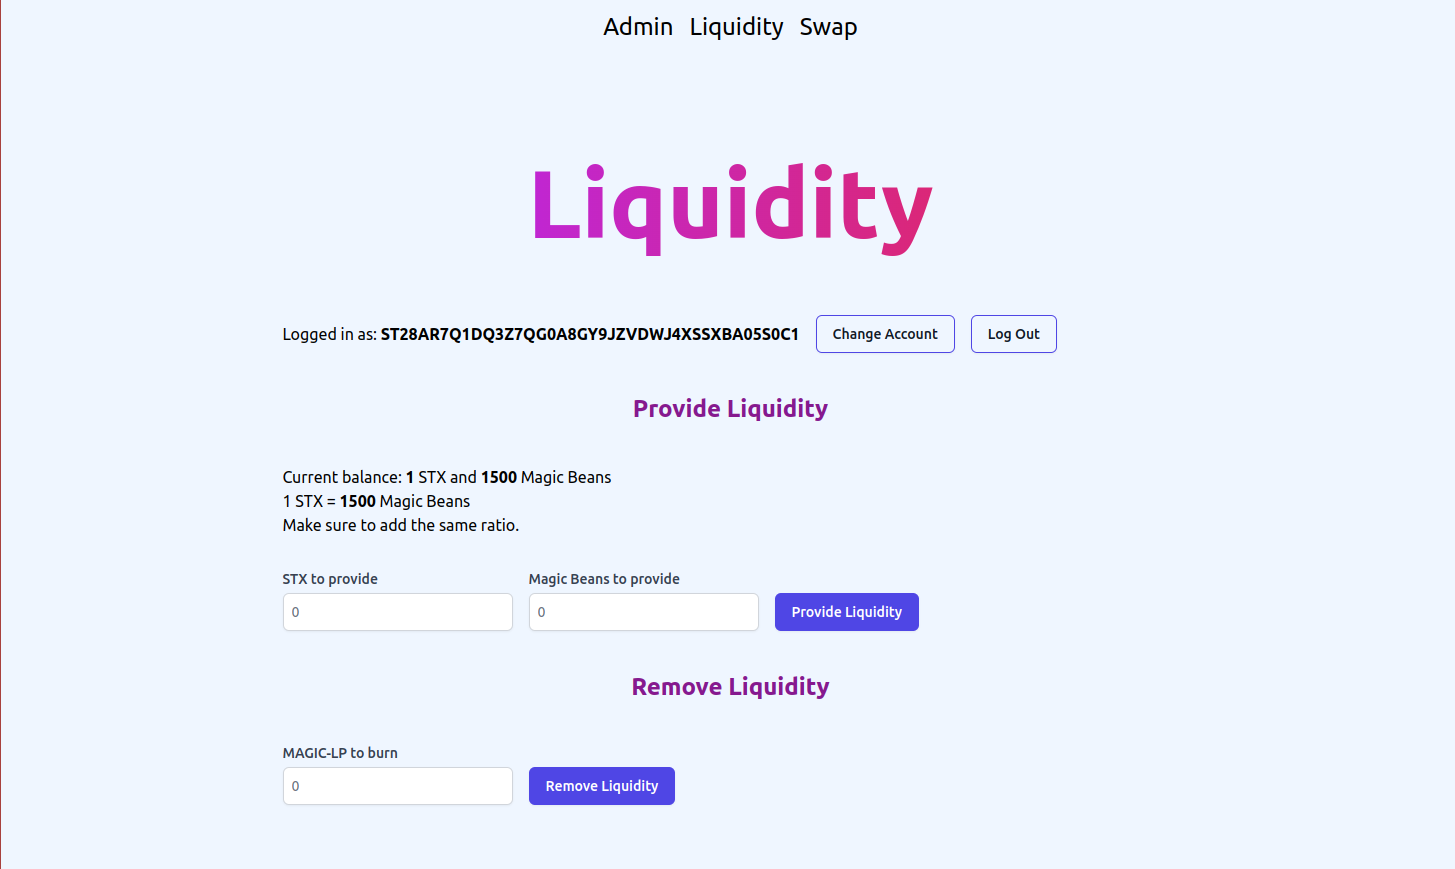 Admin Liquidity Swap
Liquidity
Logged in as: ST28AR7Q1DQ3Z7QG0A8GY9JZVDWJ4XSSXBA05S0C1 Change Account Log Out
Provide Liquidity
Current balance: 1 STX and 1500 Magic Beans
1 STX = 1500 Magic Beans
Make sure to add the same ratio.
STX to provide Magic Beans to provide
0 0 Provide Liquidity
Remove Liquidity
MAGIC-LP to burn
0 Remove Liquidity